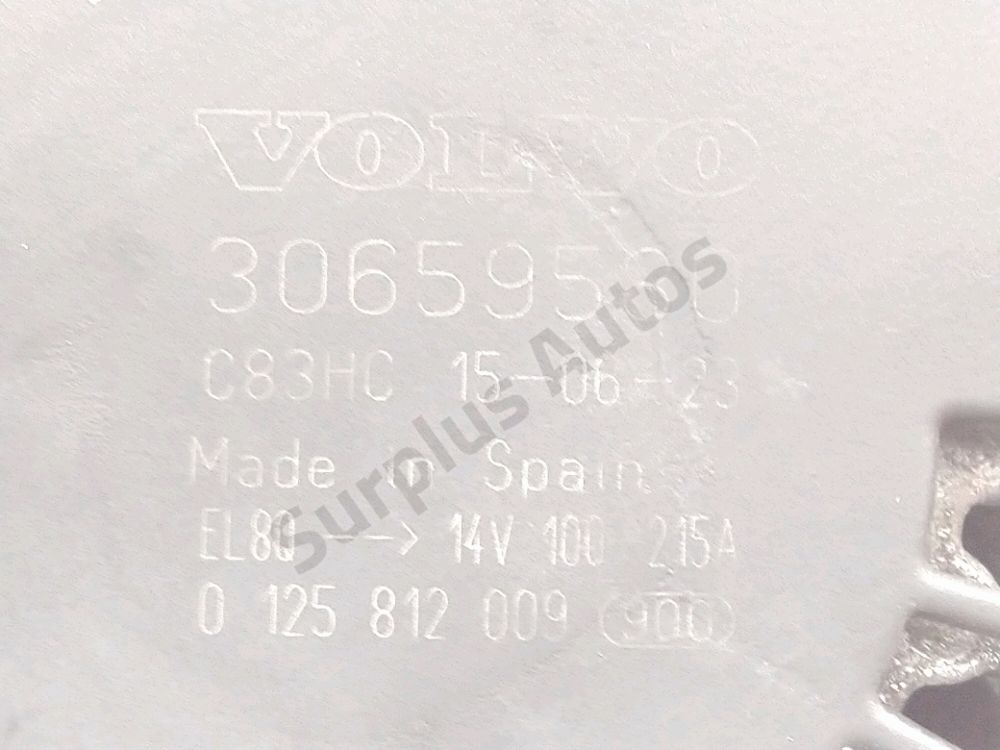 VOLVO
C83HC 15-06-23
Made in Spain
EL80 --> 14V 100 215A
0 125 812 009 906
Surplus Autos